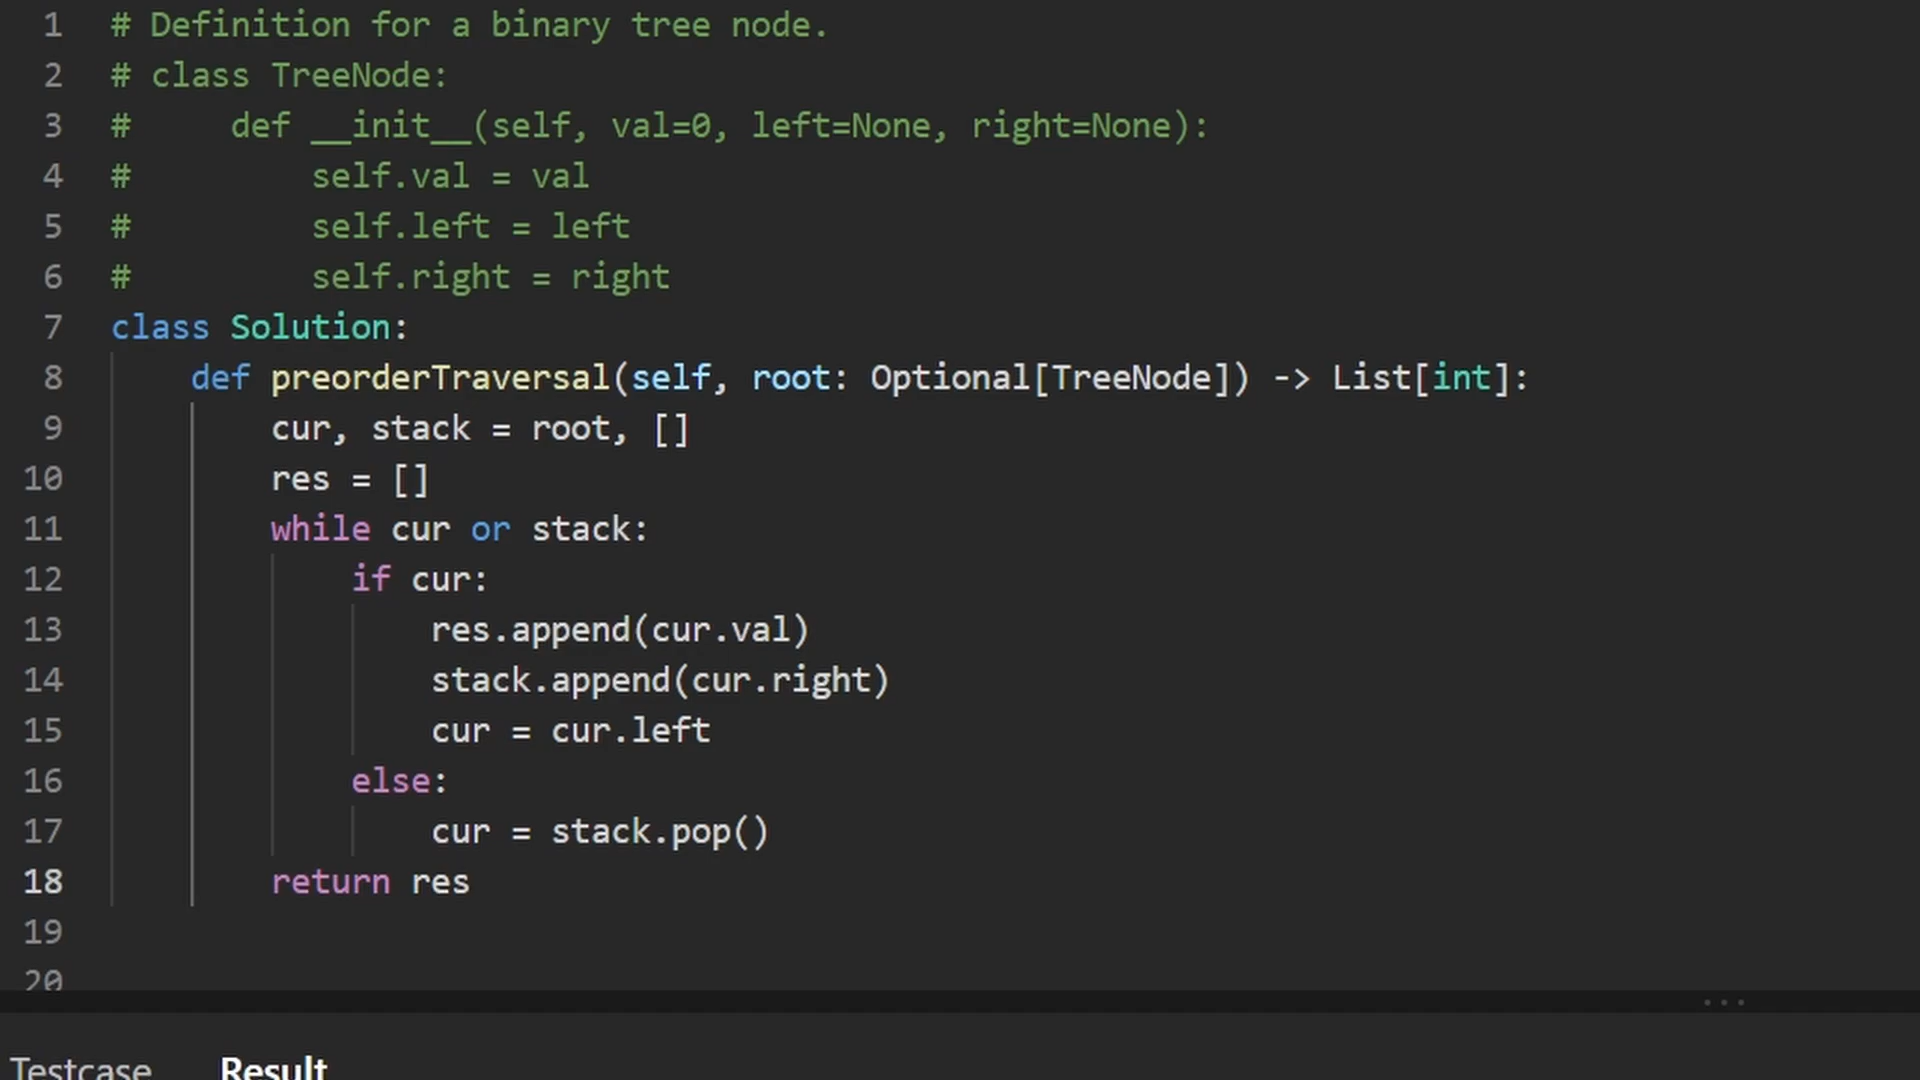 1 # Definition for a binary tree node.
2 # class TreeNode:
3 #     def __init__(self, val=0, left=None, right=None):
4 #         self.val = val
5 #         self.left = left
6 #         self.right = right
7 class Solution:
8     def preorderTraversal(self, root: Optional[TreeNode]) -> List[int]:
9         cur, stack = root, []
10         res = []
11         while cur or stack:
12             if cur:
13                 res.append(cur.val)
14                 stack.append(cur.right)
15                 cur = cur.left
16             else:
17                 cur = stack.pop()
18         return res
19
20
Testcase Result